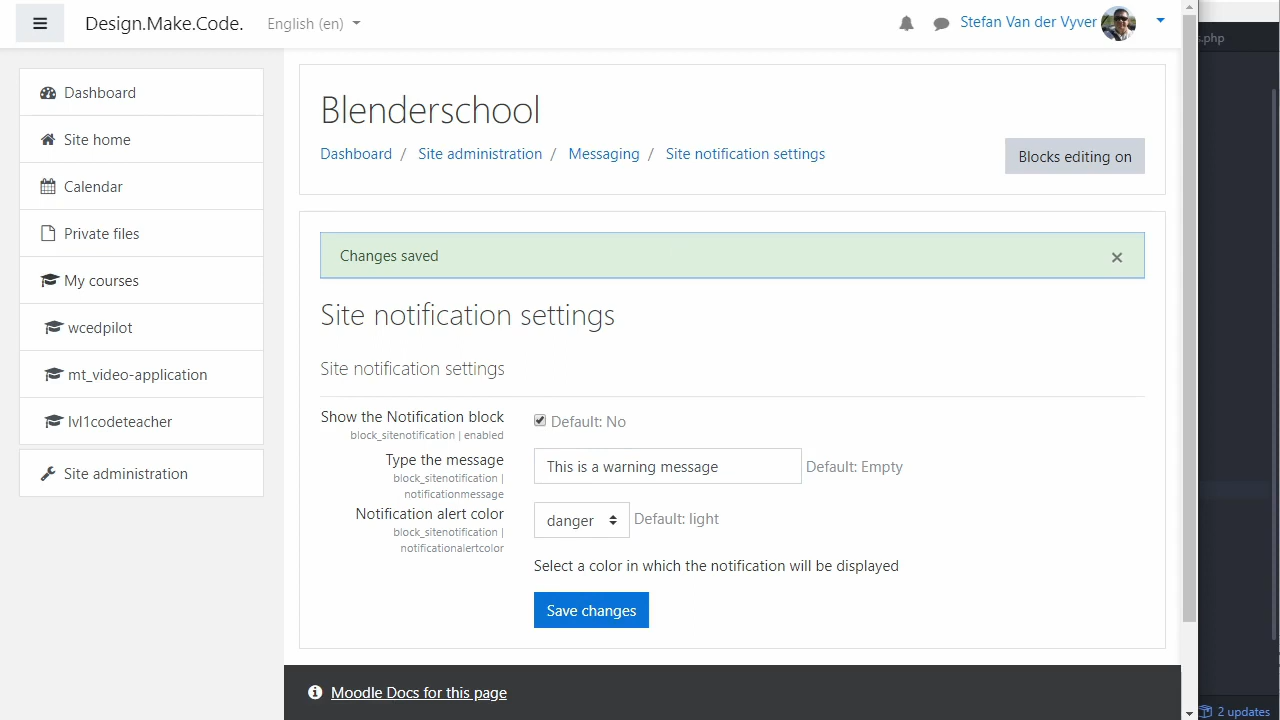 Design.Make.Code.
English (en)
Stefan Van der Vyver
s.php
Dashboard
Site home
Calendar
Private files
My courses
wcedpilot
mt_video-application
lvl1codeteacher
Site administration
Blenderschool
Dashboard / Site administration / Messaging / Site notification settings
Blocks editing on
Changes saved
×
Site notification settings
Site notification settings
Show the Notification block
block_sitenotification | enabled
Default: No
Type the message
block_sitenotification |
notificationmessage
This is a warning message
Default: Empty
Notification alert color
block_sitenotification |
notificationalertcolor
danger
Default: light
Select a color in which the notification will be displayed
Save changes
Moodle Docs for this page
2 updates